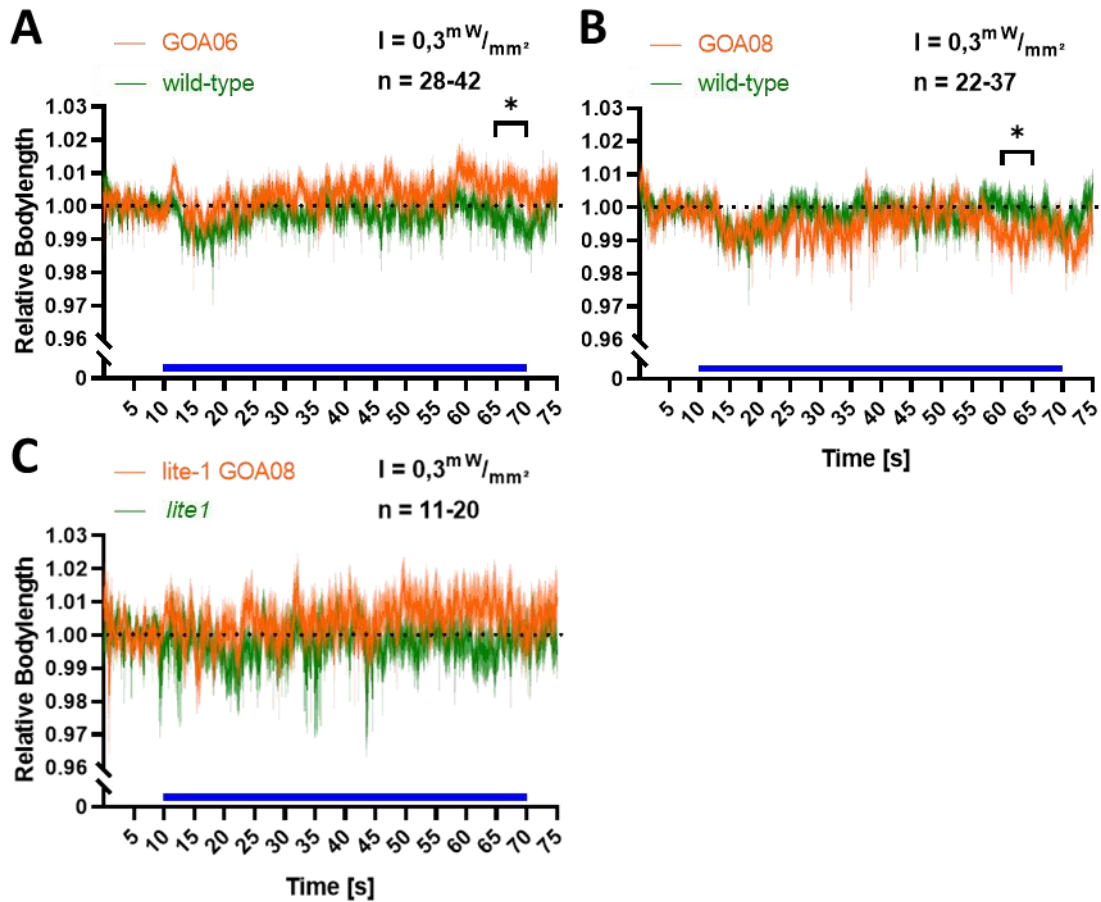 A
GOA06
wild-type
I = 0,3 mW/mm²
n = 28-42
*
Relative Bodylength
1.03
1.02
1.01
1.00
0.99
0.98
0.97
0.96
0
5 10 15 20 25 30 35 40 45 50 55 60 65 70 75
B
GOA08
wild-type
I = 0,3 mW/mm²
n = 22-37
*
1.03
1.02
1.01
1.00
0.99
0.98
0.97
0.96
0
5 10 15 20 25 30 35 40 45 50 55 60 65 70 75
Time [s]
C
lite-1 GOA08
lite1
I = 0,3 mW/mm²
n = 11-20
Relative Bodylength
1.03
1.02
1.01
1.00
0.99
0.98
0.97
0.96
0
5 10 15 20 25 30 35 40 45 50 55 60 65 70 75
Time [s]